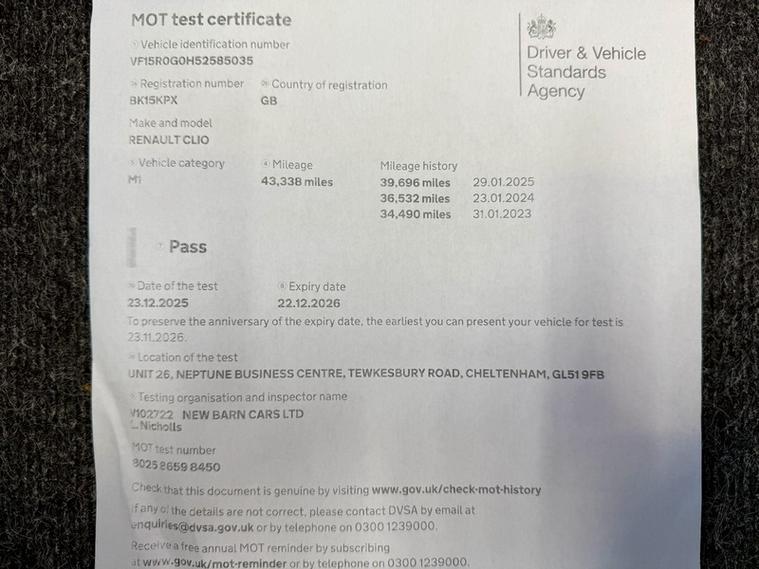 MOT test certificate
Vehicle identification number
VF15R0G0H52585035
Registration number Country of registration
BK15KPX GB
Make and model
RENAULT CLIO
Vehicle category Mileage Mileage history
M1 43,338 miles 39,696 miles 29.01.2025
36,532 miles 23.01.2024
34,490 miles 31.01.2023
Driver & Vehicle
Standards
Agency
Pass
Date of the test Expiry date
23.12.2025 22.12.2026
To preserve the anniversary of the expiry date, the earliest you can present your vehicle for test is
23.11.2026.
Location of the test
UNIT 26, NEPTUNE BUSINESS CENTRE, TEWKESBURY ROAD, CHELTENHAM, GL51 9FB
Testing organisation and inspector name
V102722 NEW BARN CARS LTD
Nicholls
MOT test number
8025 8659 8450
Check that this document is genuine by visiting www.gov.uk/check-mot-history
If any of the details are not correct, please contact DVSA by email at
enquiries@dvsa.gov.uk or by telephone on 0300 1239000.
Receive a free annual MOT reminder by subscribing
at www.gov.uk/mot-reminder or by telephone on 0300 1239000.